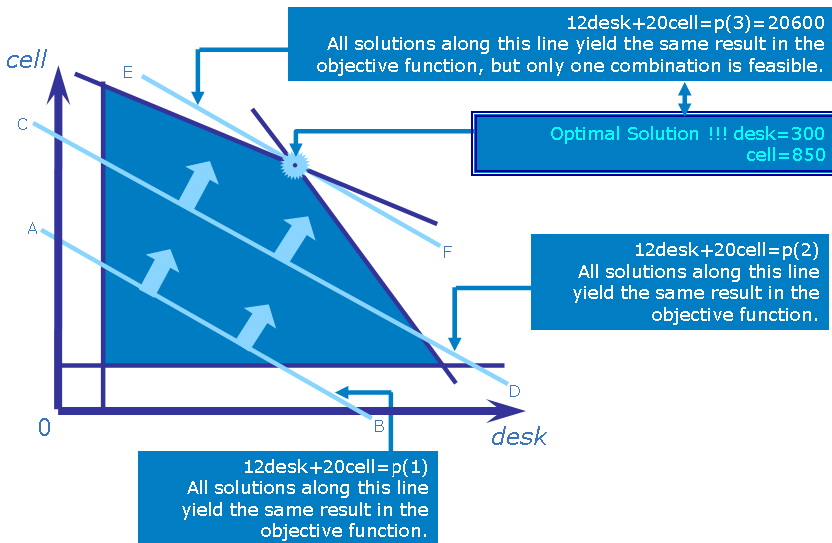 12desk+20cell=p(3)=20600
All solutions along this line yield the same result in the
objective function, but only one combination is feasible.
cell
E
C
Optimal Solution !!! desk=300
cell=850
A
F
12desk+20cell=p(2)
All solutions along this line
yield the same result in the
objective function.
D
B
0
desk
12desk+20cell=p(1)
All solutions along this line
yield the same result in the
objective function.